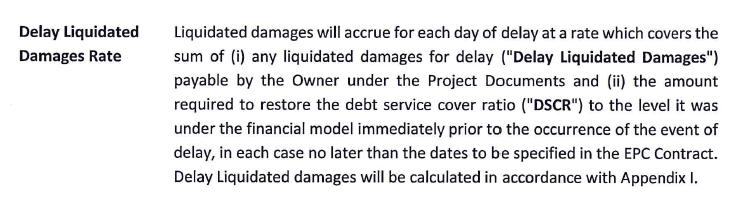 Delay Liquidated Damages Rate
Liquidated damages will accrue for each day of delay at a rate which covers the
sum of (i) any liquidated damages for delay ("Delay Liquidated Damages")
payable by the Owner under the Project Documents and (ii) the amount
required to restore the debt service cover ratio ("DSCR") to the level it was
under the financial model immediately prior to the occurrence of the event of
delay, in each case no later than the dates to be specified in the EPC Contract.
Delay Liquidated damages will be calculated in accordance with Appendix I.